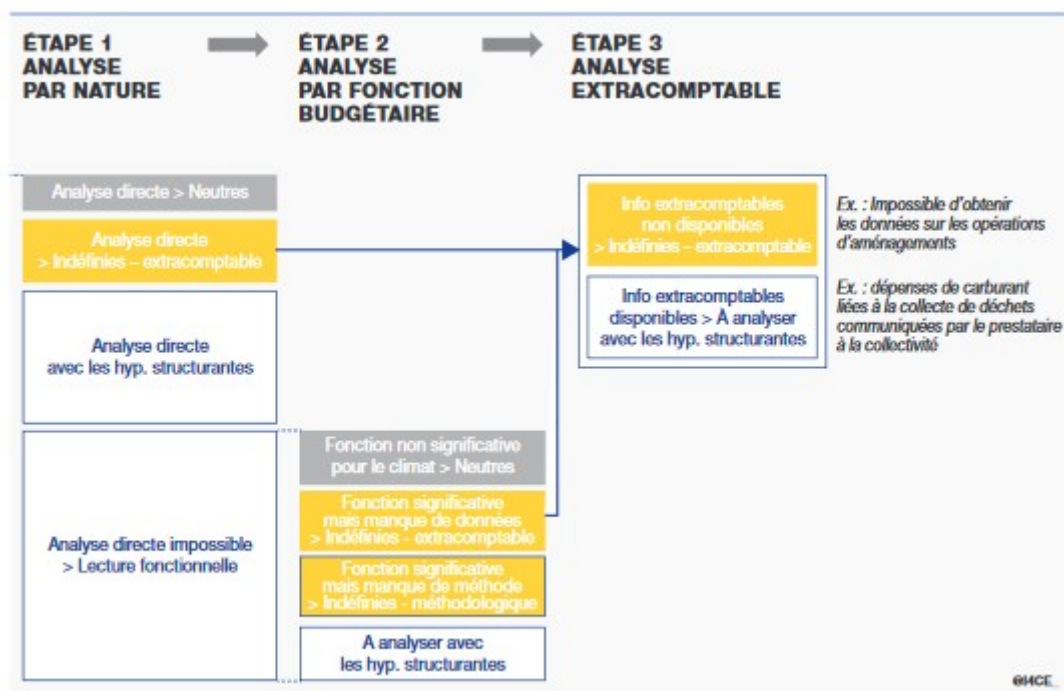 ÉTAPE 1
ANALYSE
PAR NATURE
ÉTAPE 2
ANALYSE
PAR FONCTION
BUDGÉTAIRE
ÉTAPE 3
ANALYSE
EXTRACOMPTABLE
Analyse directe > Neutres
Analyse directe
> Indéfinies – extracomptable
Analyse directe
avec les hyp. structurantes
Analyse directe impossible
> Lecture fonctionnelle
Fonction non significative
pour le climat > Neutres
Fonction significative
mais manque de données
> Indéfinies - extracomptable
Fonction significative
mais manque de méthode
> Indéfinies - méthodologique
A analyser avec
les hyp. structurantes
Info extracomptables
non disponibles
> Indéfinies – extracomptable
Info extracomptables
disponibles > A analyser
avec les hyp. structurantes
Ex. : Impossible d'obtenir
les données sur les opérations
d'aménagements
Ex. : dépenses de carburant
liées à la collecte de déchets
communiquées par le prestataire
à la collectivité
@I4CE_